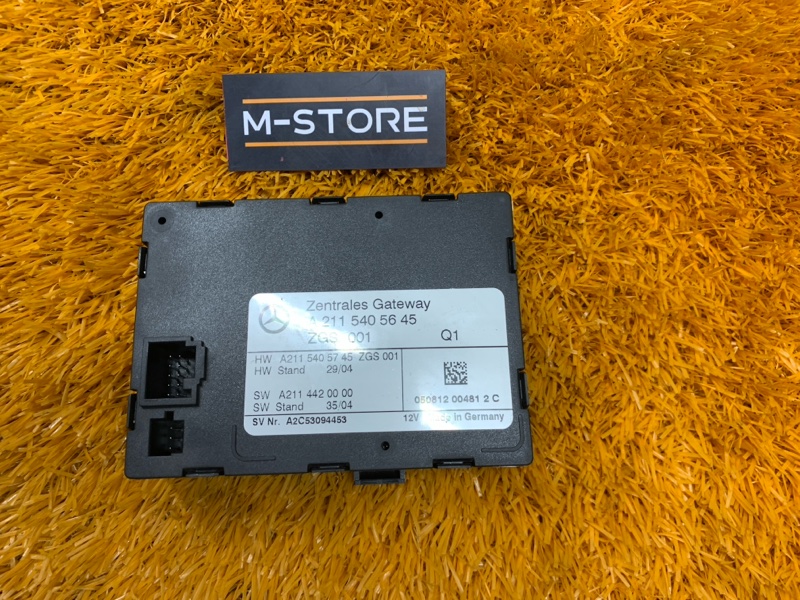 M-STORE
Zentrales Gateway
A 211 540 56 45
ZGS 001 Q1
HW A211 540 57 45 ZGS 001
HW Stand 29/04
SW A211 442 00 00
SW Stand 35/04
050812 00481 2 C
SV Nr. A2C53094453
12V in Germany